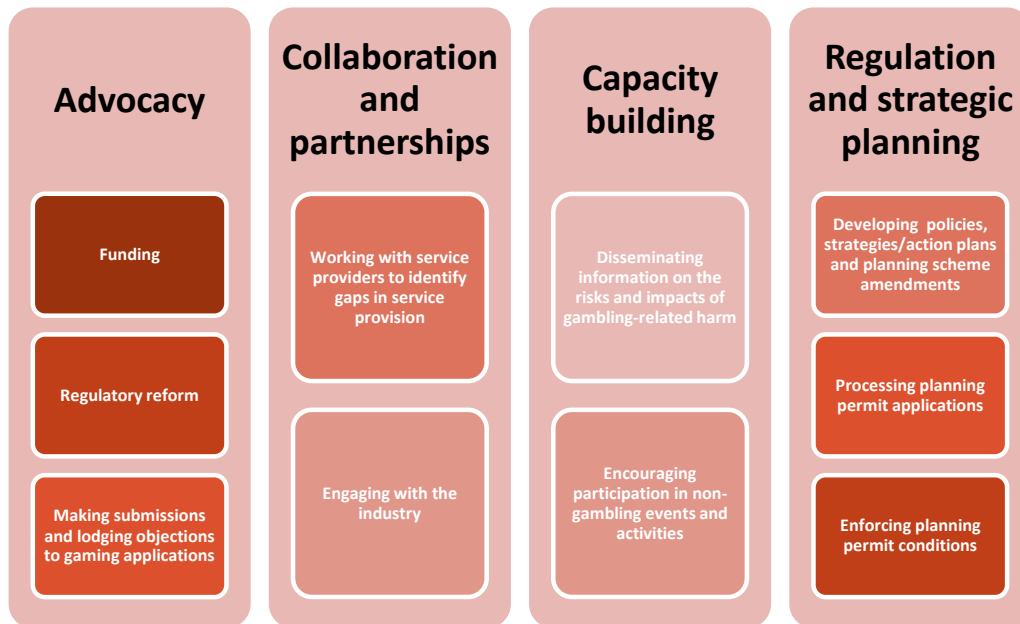 Advocacy
Funding
Regulatory reform
Making submissions
and lodging objections
to gaming applications
Collaboration
and
partnerships
Working with service
providers to identify
gaps in service
provision
Engaging with the
industry
Capacity
building
Disseminating
information on the
risks and impacts of
gambling-related harm
Encouraging
participation in non-
gambling events and
activities
Regulation
and strategic
planning
Developing policies,
strategies/action plans
and planning scheme
amendments
Processing planning
permit applications
Enforcing planning
permit conditions